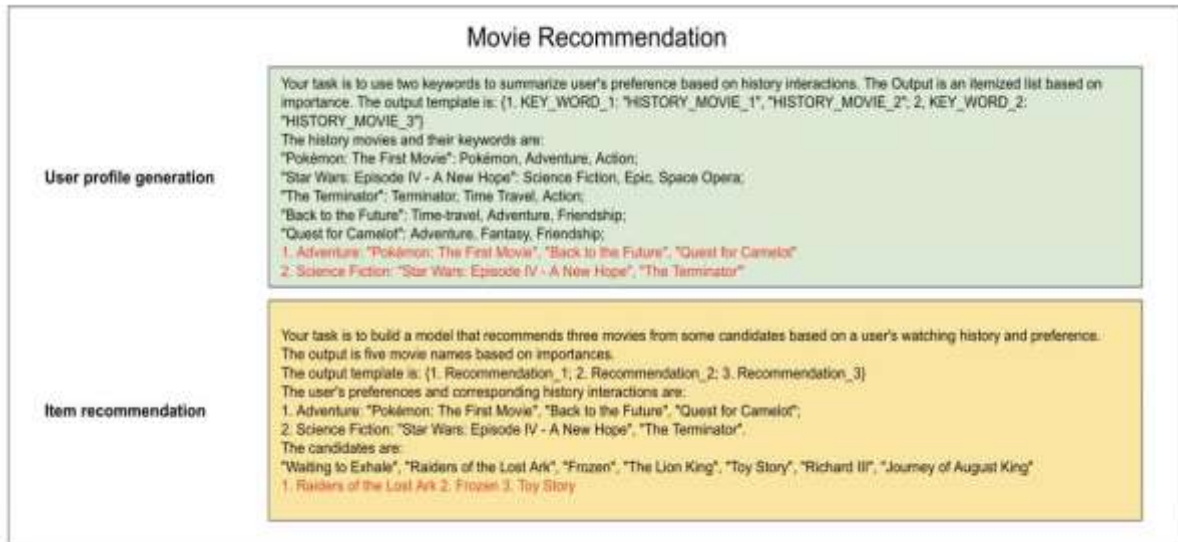 Movie Recommendation
User profile generation
Your task is to use two keywords to summarize user's preference based on history interactions. The Output is an itemized list based on
importance. The output template is: {1. KEY_WORD_1: "HISTORY_MOVIE_1", "HISTORY_MOVIE_2"; 2, KEY_WORD_2:
"HISTORY_MOVIE_3"}
The history movies and their keywords are:
"Pokémon: The First Movie": Pokémon, Adventure, Action;
"Star Wars: Episode IV - A New Hope": Science Fiction, Epic, Space Opera;
"The Terminator": Terminator, Time Travel, Action;
"Back to the Future": Time-travel, Adventure, Friendship;
"Quest for Camelot": Adventure, Fantasy, Friendship;
1. Adventure: "Pokémon: The First Movie", "Back to the Future", "Quest for Camelot"
2. Science Fiction: "Star Wars: Episode IV - A New Hope", "The Terminator"
Item recommendation
Your task is to build a model that recommends three movies from some candidates based on a user's watching history and preference.
The output is five movie names based on importances.
The output template is: {1. Recommendation_1; 2. Recommendation_2; 3. Recommendation_3}
The user's preferences and corresponding history interactions are:
1. Adventure: "Pokémon: The First Movie", "Back to the Future", "Quest for Camelot";
2. Science Fiction: "Star Wars: Episode IV - A New Hope", "The Terminator".
The candidates are:
"Waiting to Exhale", "Raiders of the Lost Ark", "Frozen", "The Lion King", "Toy Story", "Richard III", "Journey of August King"
1. Raiders of the Lost Ark 2. Frozen 3. Toy Story